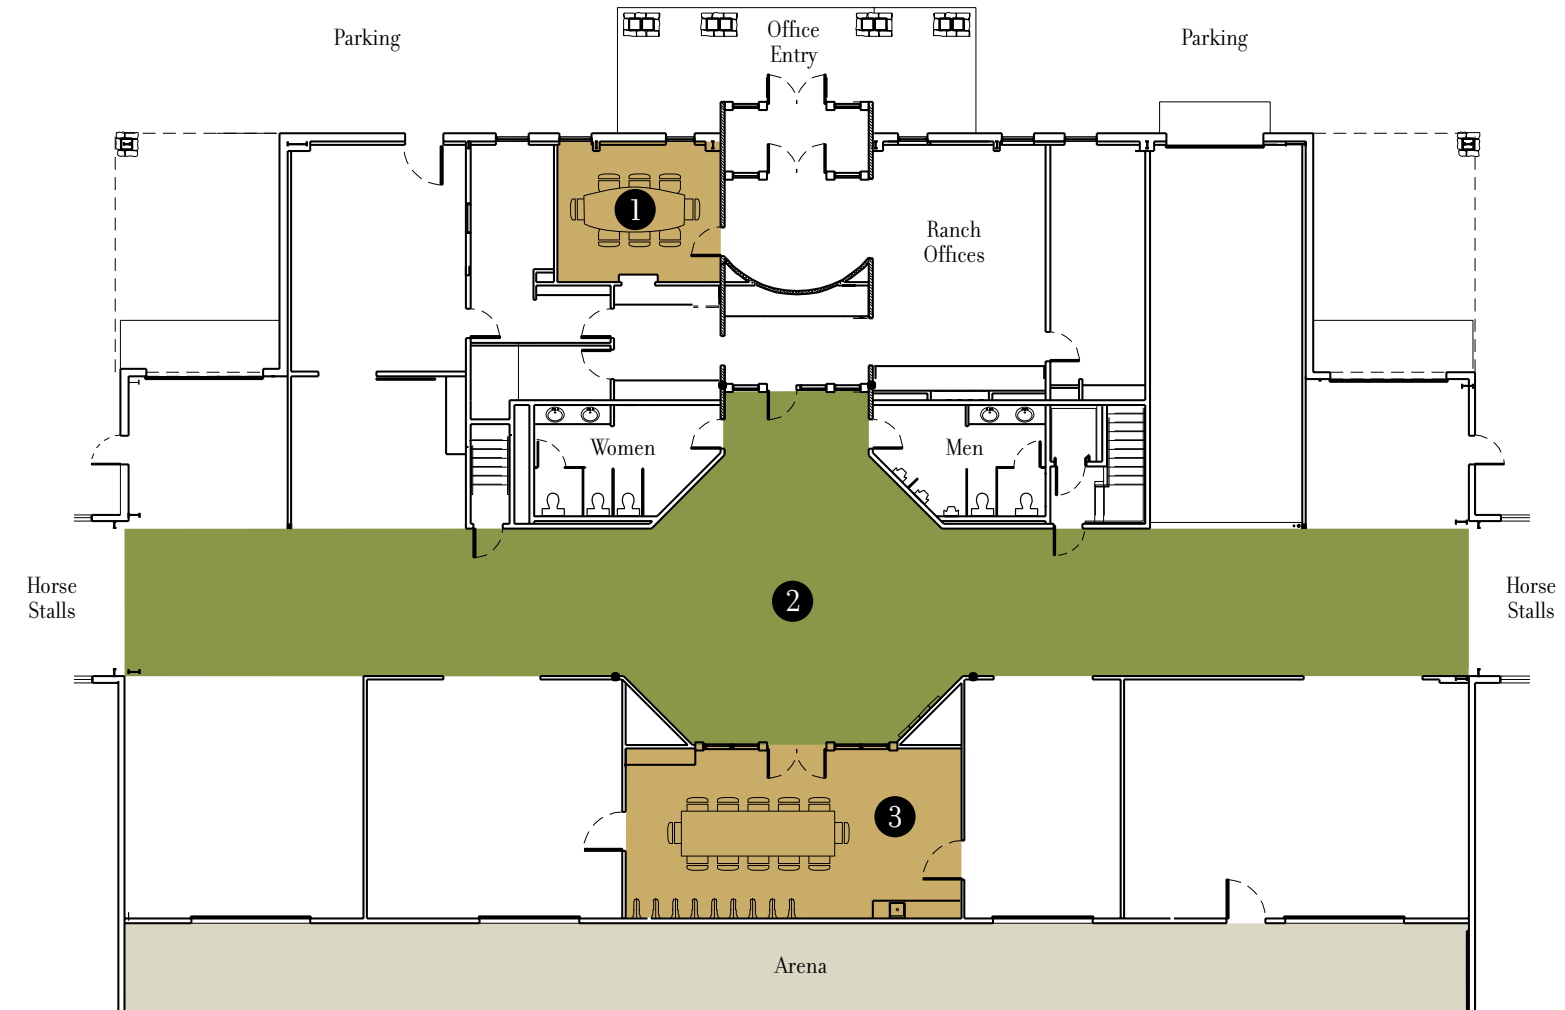 Parking
Office
Entry
Parking
1
Ranch
Offices
Women
Men
Horse
Stalls
2
Horse
Stalls
3
Arena